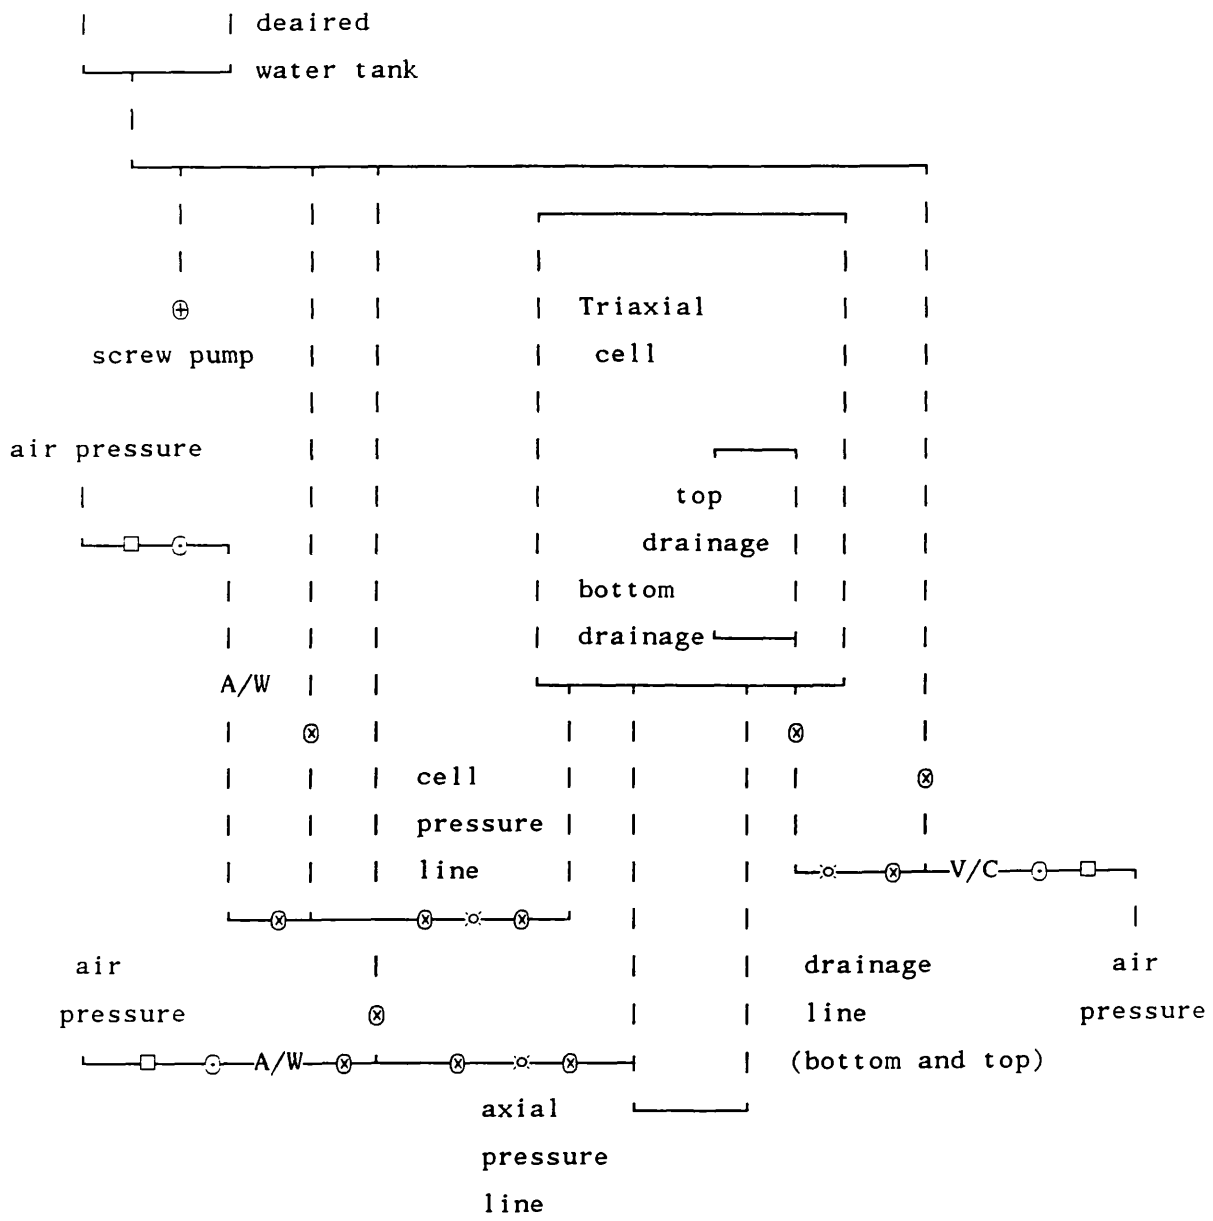 deaired
water tank
Triaxial
cell
screw pump
air pressure
top
drainage
bottom
drainage
A/W
cell
pressure
line
V/C
air
pressure
drainage
line
(bottom and top)
air
pressure
A/W
axial
pressure
line